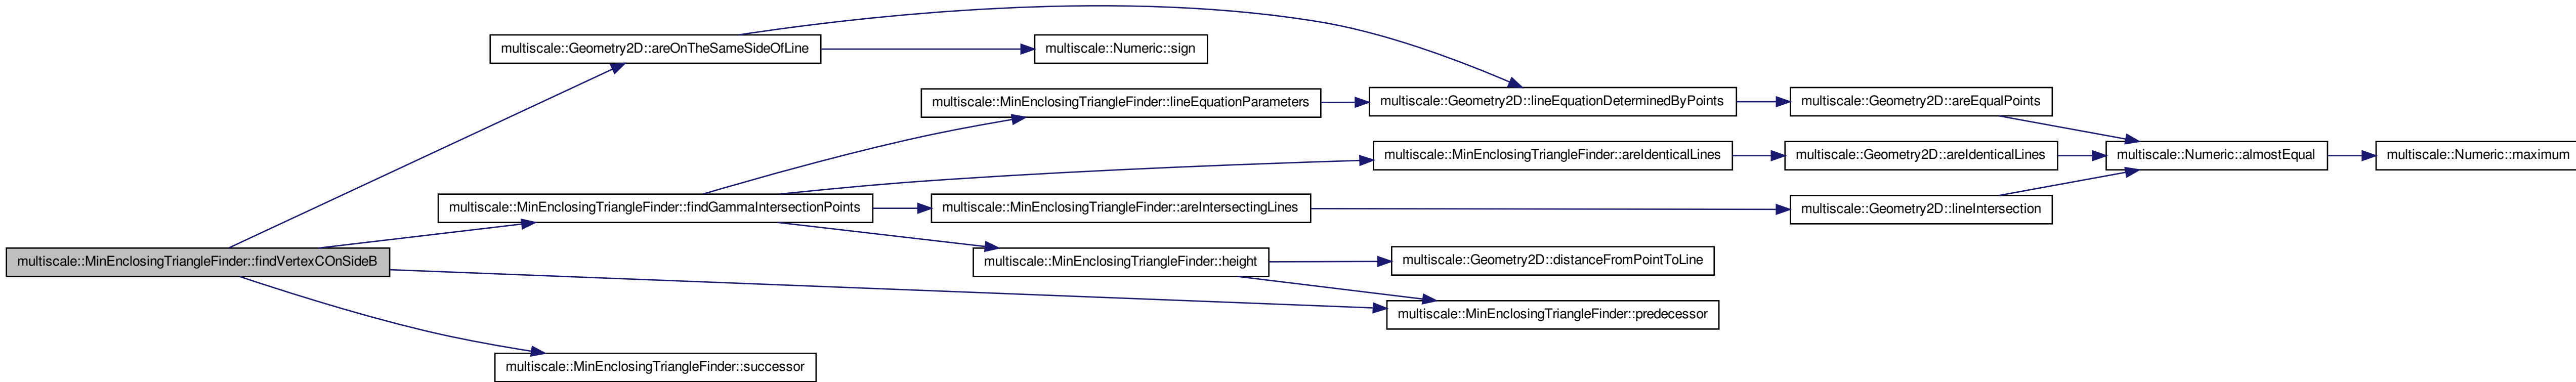 multiscale::Geometry2D::areOnTheSameSideOfLine
multiscale::Numeric::sign
multiscale::MinEnclosingTriangleFinder::lineEquationParameters
multiscale::Geometry2D::lineEquationDeterminedByPoints
multiscale::Geometry2D::areEqualPoints
multiscale::MinEnclosingTriangleFinder::areIdenticalLines
multiscale::Geometry2D::areIdenticalLines
multiscale::Numeric::almostEqual
multiscale::Numeric::maximum
multiscale::MinEnclosingTriangleFinder::findGammaIntersectionPoints
multiscale::MinEnclosingTriangleFinder::areIntersectingLines
multiscale::Geometry2D::lineIntersection
multiscale::MinEnclosingTriangleFinder::findVertexCOnSideB
multiscale::MinEnclosingTriangleFinder::height
multiscale::Geometry2D::distanceFromPointToLine
multiscale::MinEnclosingTriangleFinder::predecessor
multiscale::MinEnclosingTriangleFinder::successor